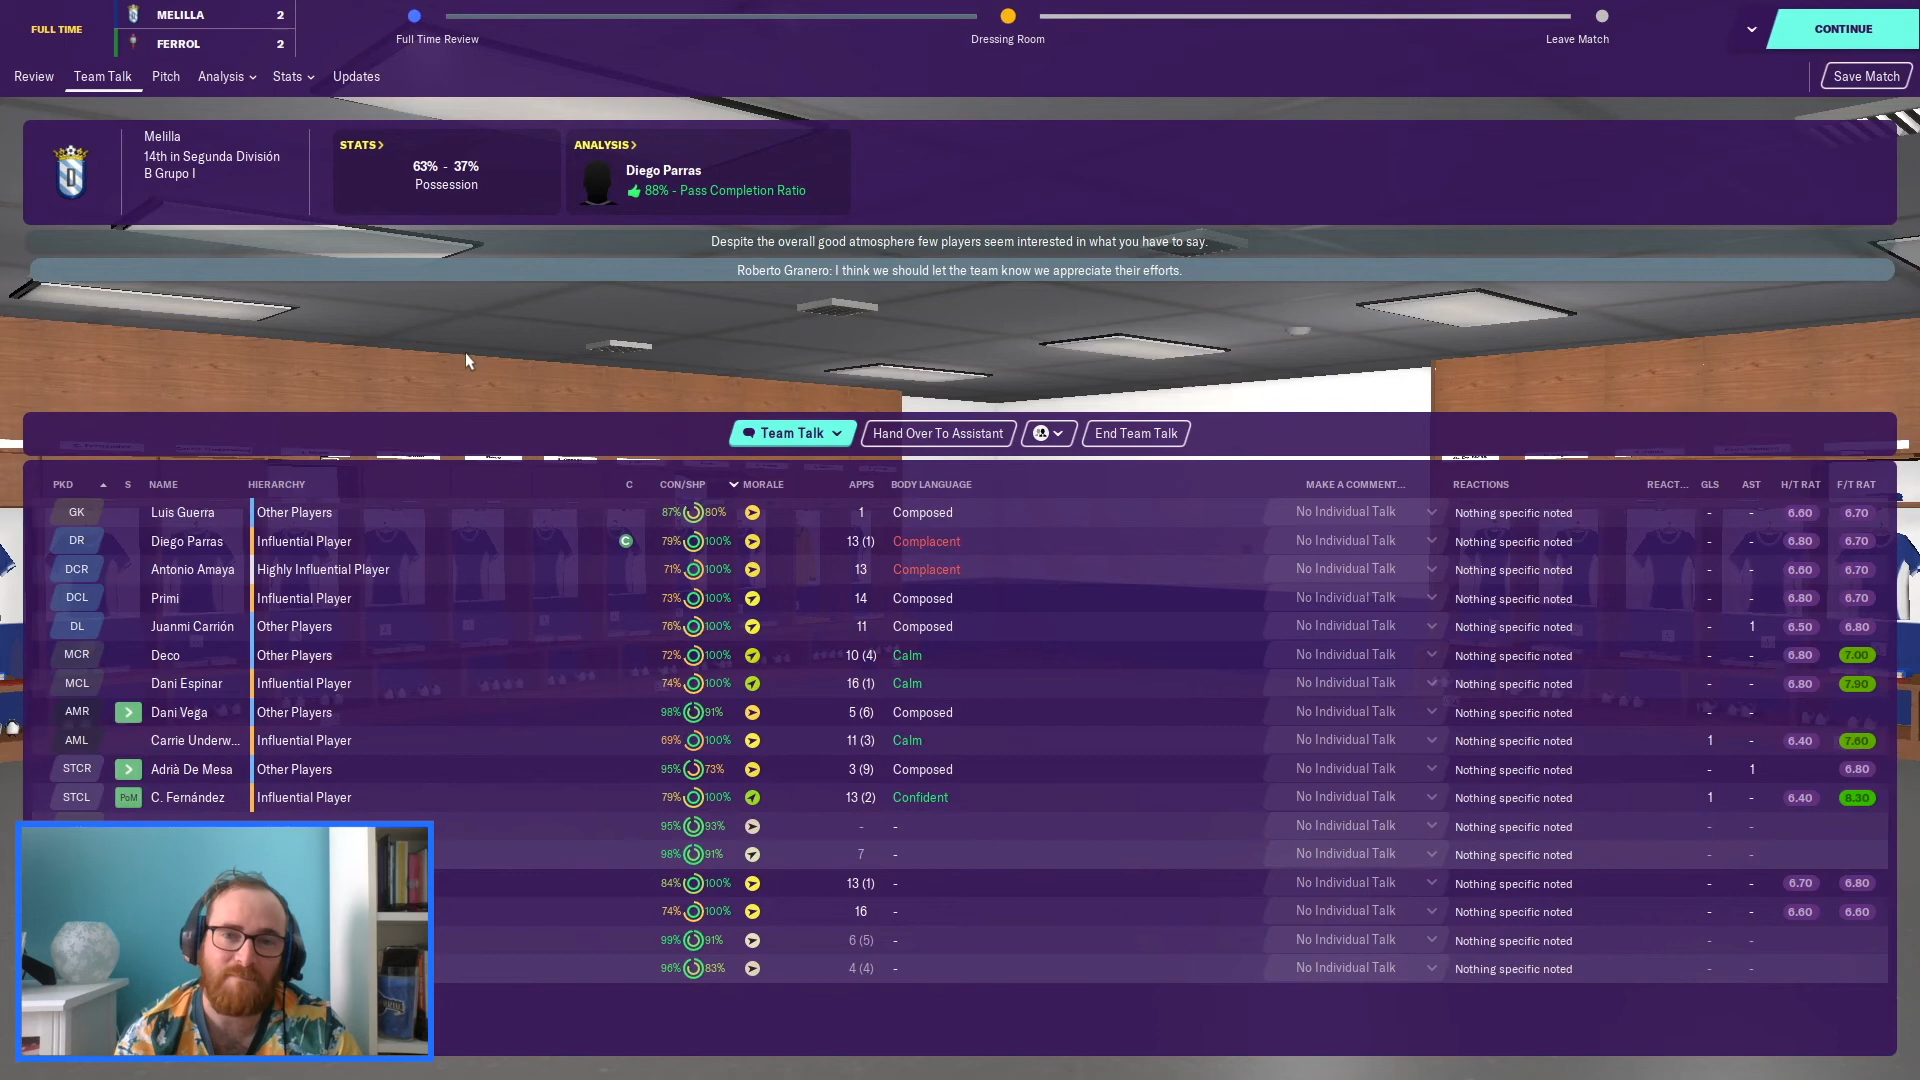 FULL TIME
MELILLA 2
FERROL 2
Full Time Review
Dressing Room
Leave Match
CONTINUE
Review Team Talk Pitch Analysis Stats Updates
Save Match
Melilla
14th in Segunda División
B Grupo I
STATS>
63% - 37%
Possession
ANALYSIS>
Diego Parras
88% - Pass Completion Ratio
Despite the overall good atmosphere few players seem interested in what you have to say.
Roberto Granero: I think we should let the team know we appreciate their efforts.
Team Talk
Hand Over To Assistant
End Team Talk
PKD S NAME HIERARCHY C CON/SHP MORALE APPS BODY LANGUAGE MAKE A COMMENT... REACTIONS REACT... GLS AST H/T RAT F/T RAT
GK Luis Guerra Other Players 87% 80% 1 Composed No Individual Talk Nothing specific noted - - 6.60 6.70
DR Diego Parras Influential Player C 79% 100% 13 (1) Complacent No Individual Talk Nothing specific noted - - 6.80 6.70
DCR Antonio Amaya Highly Influential Player 71% 100% 13 Complacent No Individual Talk Nothing specific noted - - 6.60 6.70
DCL Primi Influential Player 73% 100% 14 Composed No Individual Talk Nothing specific noted - - 6.80 6.70
DL Juanmi Carrión Other Players 76% 100% 11 Composed No Individual Talk Nothing specific noted - 1 6.50 6.80
MCR Deco Other Players 72% 100% 10 (4) Calm No Individual Talk Nothing specific noted - - 6.80 7.00
MCL Dani Espinar Influential Player 74% 100% 16 (1) Calm No Individual Talk Nothing specific noted - - 6.80 7.90
AMR Dani Vega Other Players 98% 91% 5 (6) Composed No Individual Talk Nothing specific noted - -
AML Carrie Underw... Influential Player 69% 100% 11 (3) Calm No Individual Talk Nothing specific noted 1 - 6.40 7.60
STCR Adrià De Mesa Other Players 95% 73% 3 (9) Composed No Individual Talk Nothing specific noted - 1 6.80
STCL PoM C. Fernández Influential Player 79% 100% 13 (2) Confident No Individual Talk Nothing specific noted 1 - 6.40 8.30
95% 93% - - No Individual Talk Nothing specific noted - -
98% 91% 7 - No Individual Talk Nothing specific noted - -
84% 100% 13 (1) - No Individual Talk Nothing specific noted - - 6.70 6.80
74% 100% 16 - No Individual Talk Nothing specific noted - - 6.60 6.60
99% 91% 6 (5) - No Individual Talk Nothing specific noted - -
96% 83% 4 (4) - No Individual Talk Nothing specific noted - -